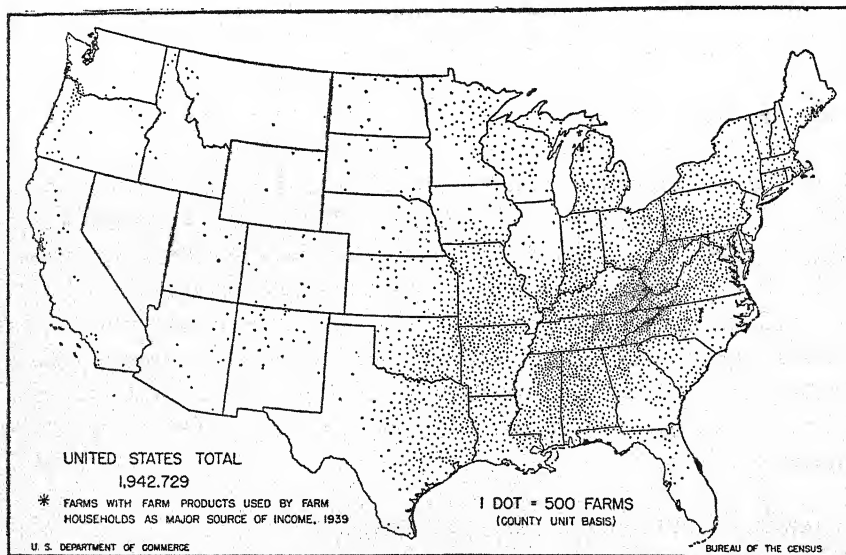 UNITED STATES TOTAL
1,942,729
* FARMS WITH FARM PRODUCTS USED BY FARM
HOUSEHOLDS AS MAJOR SOURCE OF INCOME, 1939
1 DOT = 500 FARMS
(COUNTY UNIT BASIS)
U. S. DEPARTMENT OF COMMERCE
BUREAU OF THE CENSUS